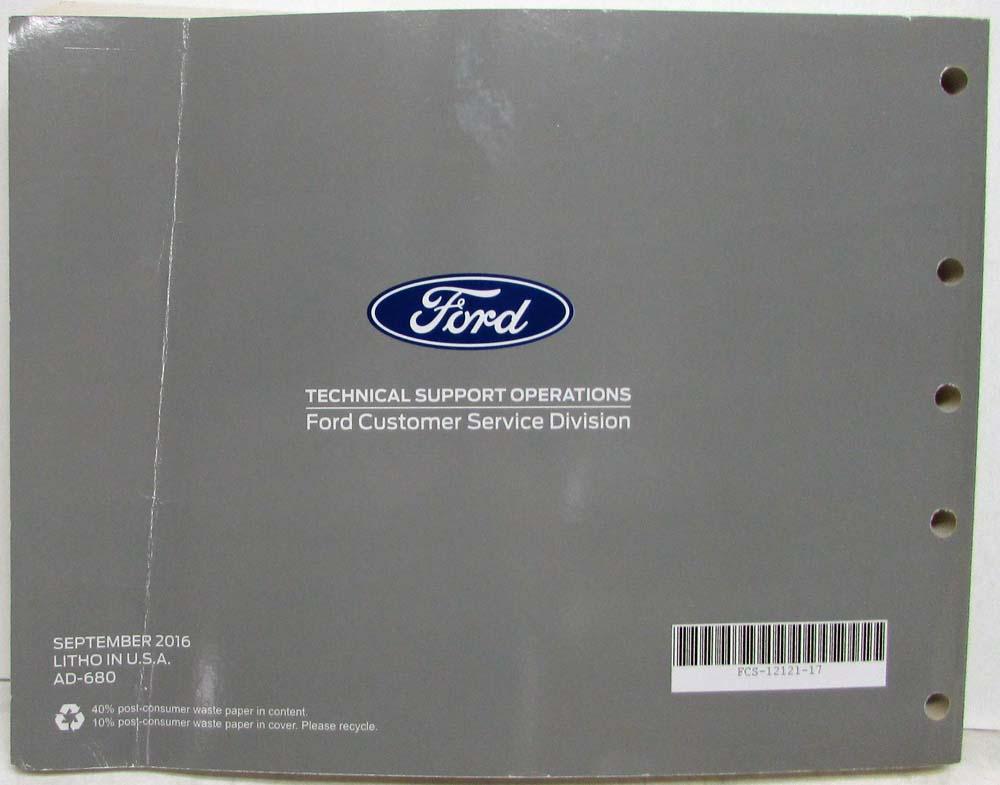 Ford
TECHNICAL SUPPORT OPERATIONS
Ford Customer Service Division
SEPTEMBER 2016
LITHO IN U.S.A.
AD-680
40% post-consumer waste paper in content.
10% post-consumer waste paper in cover. Please recycle.
FCS-12121-17